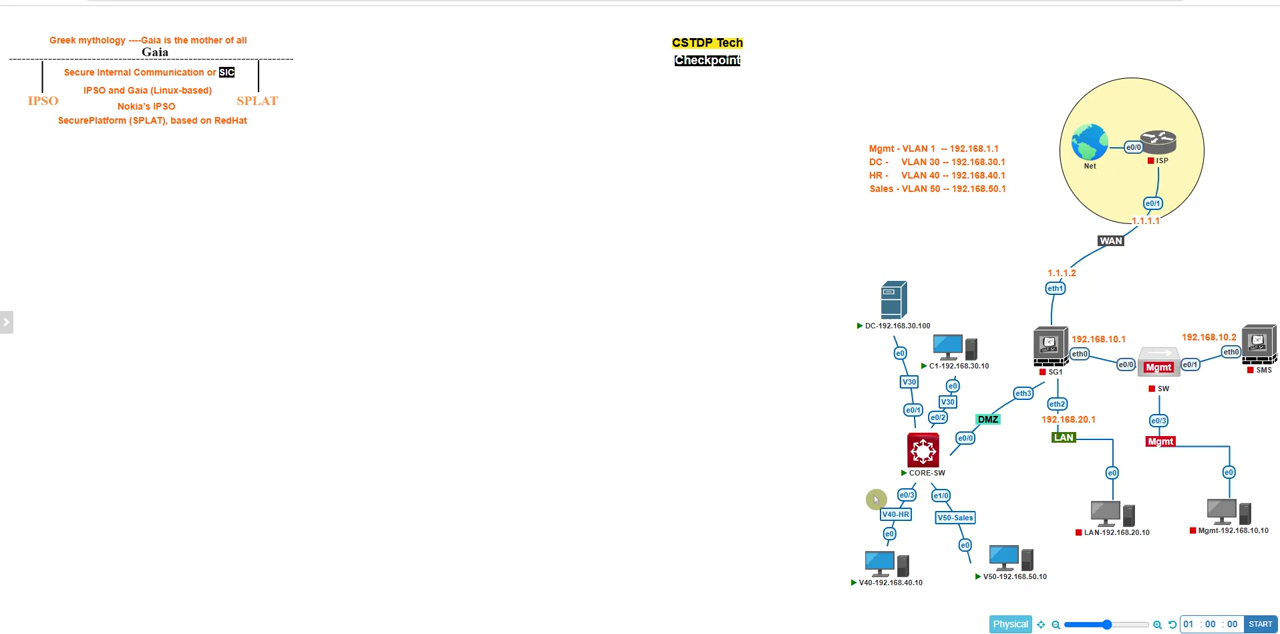 Greek mythology ----Gaia is the mother of all
Gaia
Secure Internal Communication or SIC
IPSO and Gaia (Linux-based)
IPSO
Nokia's IPSO
SPLAT
SecurePlatform (SPLAT), based on RedHat
CSTDP Tech
Checkpoint
Mgmt - VLAN 1 -- 192.168.1.1
DC - VLAN 30 -- 192.168.30.1
HR - VLAN 40 -- 192.168.40.1
Sales - VLAN 50 -- 192.168.50.1
Net
e0/0
ISP
e0/1
1.1.1.1
WAN
1.1.1.2
eth1
DC-192.168.30.100
SG1
192.168.10.1
eth0
e0/0
Mgmt
e0/1
192.168.10.2
eth0
SMS
SW
e0
C1-192.168.30.10
V30
e0
V30
e0/1
e0/2
eth3
DMZ
e0/0
eth2
192.168.20.1
LAN
e0/3
Mgmt
CORE-SW
e0/3
e1/0
V40-HR
V50-Sales
e0
e0
e0
e0
LAN-192.168.20.10
Mgmt-192.168.10.10
V40-192.168.40.10
V50-192.168.50.10
Physical
01 : 00 : 00
START